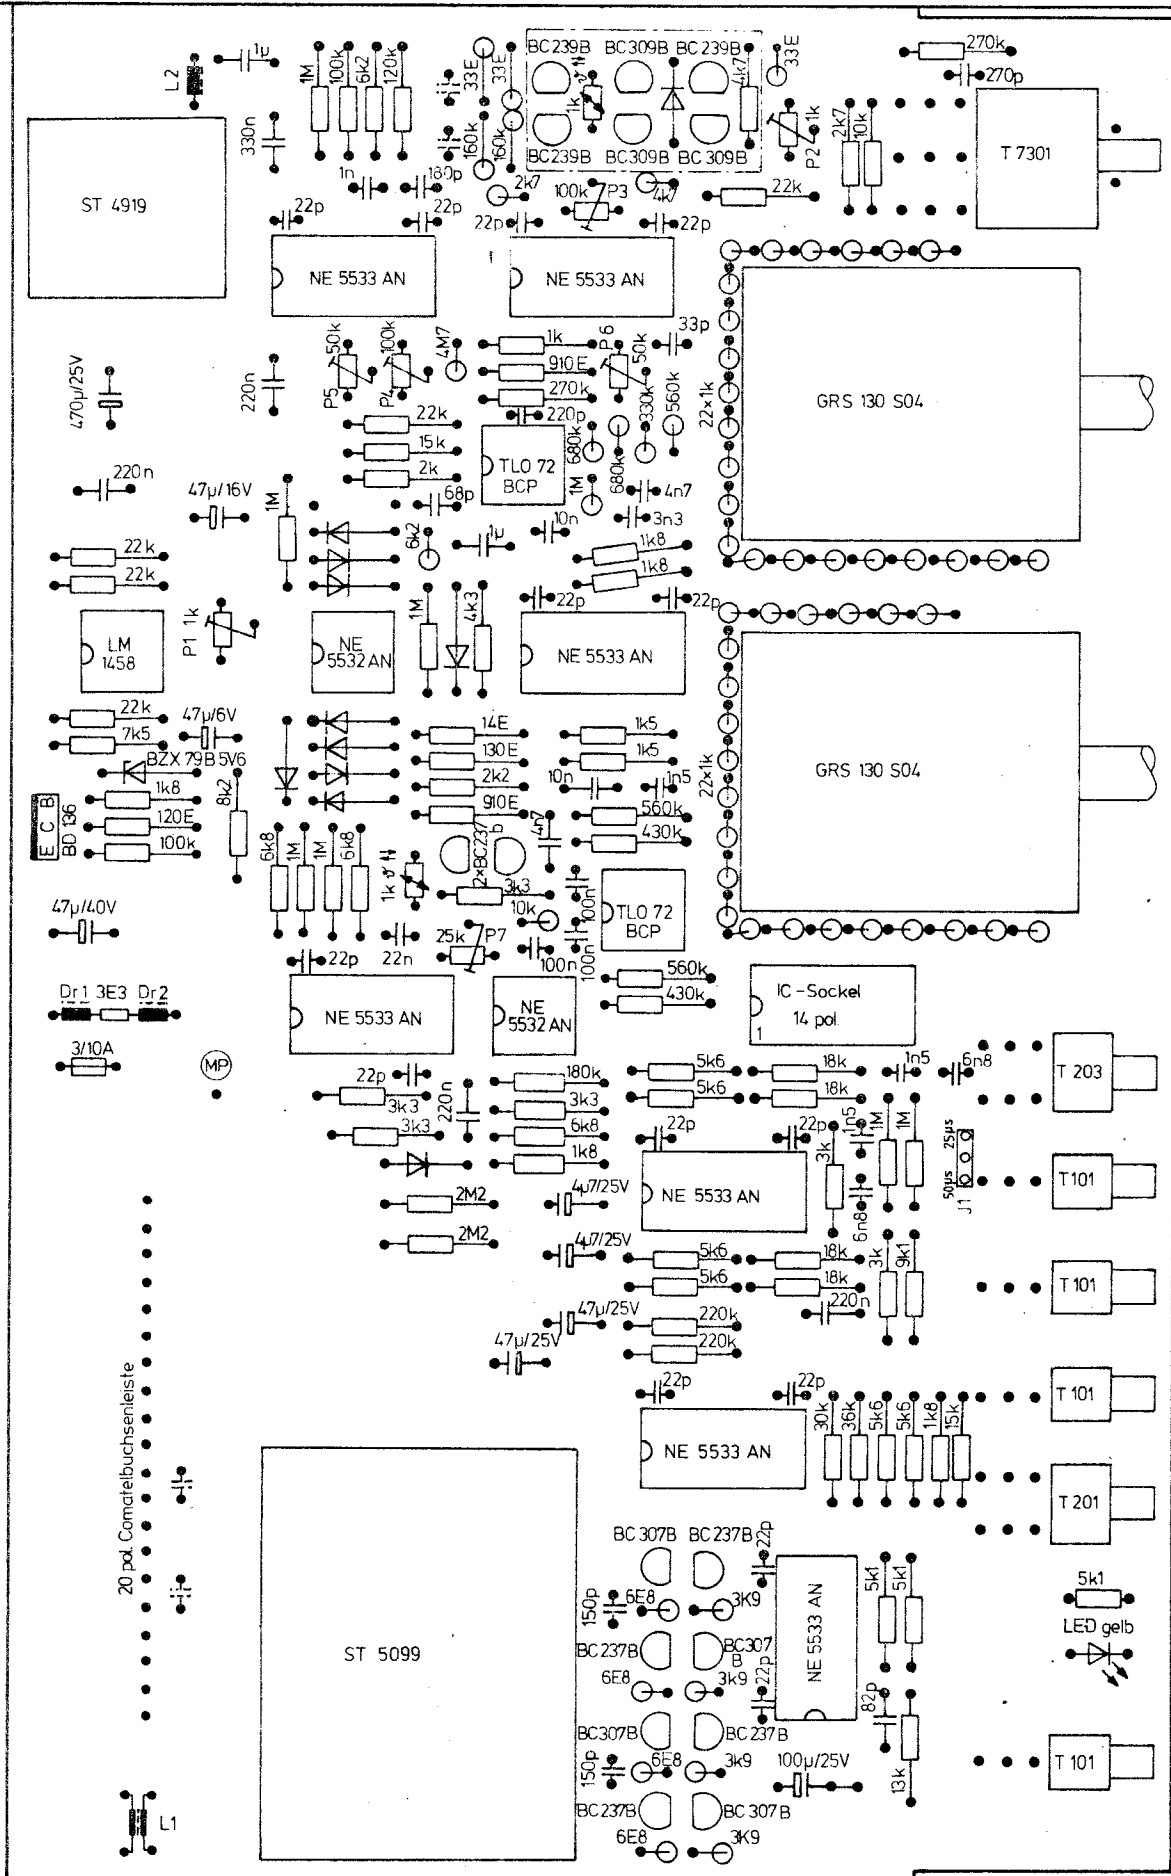 L2
1µ
1M
100k
6k2
120k
33E
33E
BC239B
BC309B
BC239B
1k
ϑ
4k7
33E
270k
270p
330n
160k
160k
BC239B
BC309B
BC309B
P2
1k
2k7
10k
T 7301
ST 4919
1n
180p
2k7
100k
P3
4k7
22k
22p
22p
22p
22p
NE 5533 AN
NE 5533 AN
470µ/25V
220n
50k
P5
100k
P4
4M7
1k
910E
270k
220p
P6
50k
33p
330k
560k
22×1k
GRS 130 S04
22k
15k
2k
TLO 72
BCP
680k
680k
1M
220n
47µ/16V
1M
68p
10n
4n7
3n3
6k2
1µ
1k8
1k8
22k
22k
1M
4k3
22p
22p
P1
1k
LM
1458
NE
5532 AN
NE 5533 AN
22k
7k5
47µ/6V
14E
130E
2k2
910E
1k5
1k5
10n
1n5
22×1k
GRS 130 S04
BZX 79B 5V6
1k8
120E
100k
8k2
E C B
BD 136
560k
430k
4n7
6k8
1M
1M
6k8
1k
ϑ
2×BC237
b
3k3
10k
100n
TLO 72
BCP
47µ/40V
22p
22n
25k
P7
100n
100n
560k
430k
Dr1
3E3
Dr2
NE 5533 AN
NE
5532 AN
IC-Sockel
14 pol.
1
3/10A
MP
22p
3k3
3k3
220n
180k
3k3
6k8
1k8
5k6
5k6
18k
18k
1n5
6n8
T 203
22p
22p
3k
1n5
1M
1M
25µs
50µs
J1
T101
NE 5533 AN
6n8
2M2
2M2
4µ7/25V
4µ7/25V
5k6
5k6
18k
18k
220n
3k
9k1
T101
47µ/25V
47µ/25V
220k
220k
22p
22p
T 101
20 pol. Comatelbuchsenleiste
NE 5533 AN
30k
36k
5k6
5k6
1k8
15k
T 201
BC 307B
BC 237B
22p
150p
6E8
3K9
NE 5533 AN
5k1
5k1
5k1
LED gelb
ST 5099
BC237B
BC307
B
6E8
3k9
22p
82p
13k
BC307B
BC237B
150p
6E8
3k9
100µ/25V
T 101
L1
BC237B
BC 307B
6E8
3K9